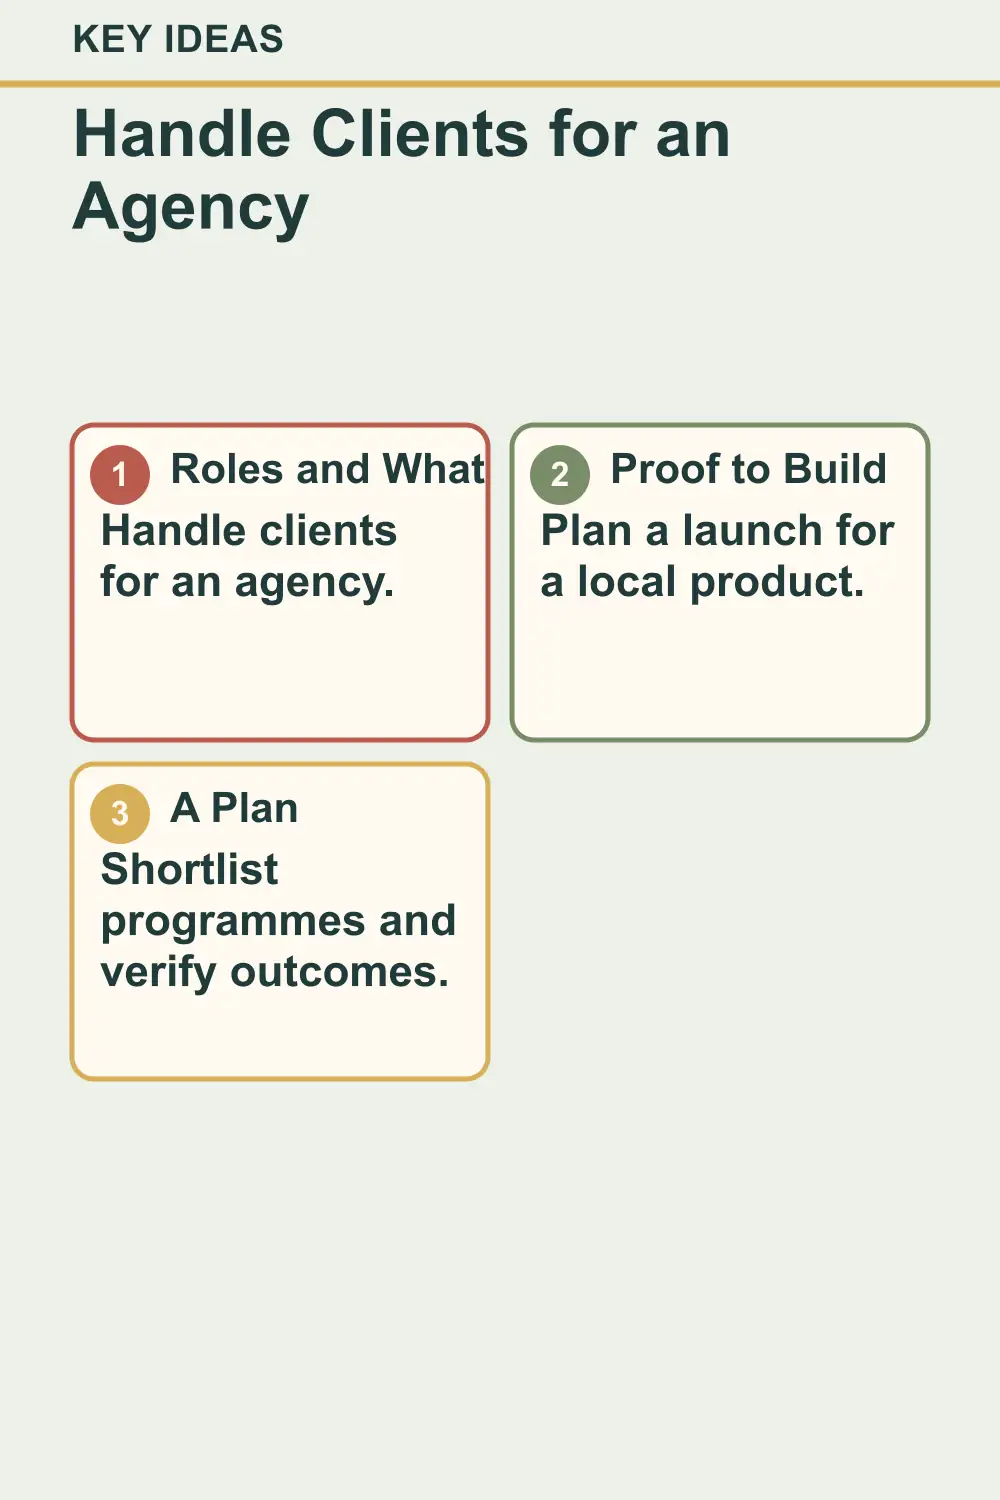 KEY IDEAS
Handle Clients for an
Agency
1
Roles and What
Handle clients
for an agency.
2
Proof to Build
Plan a launch for
a local product.
3
A Plan
Shortlist
programmes and
verify outcomes.